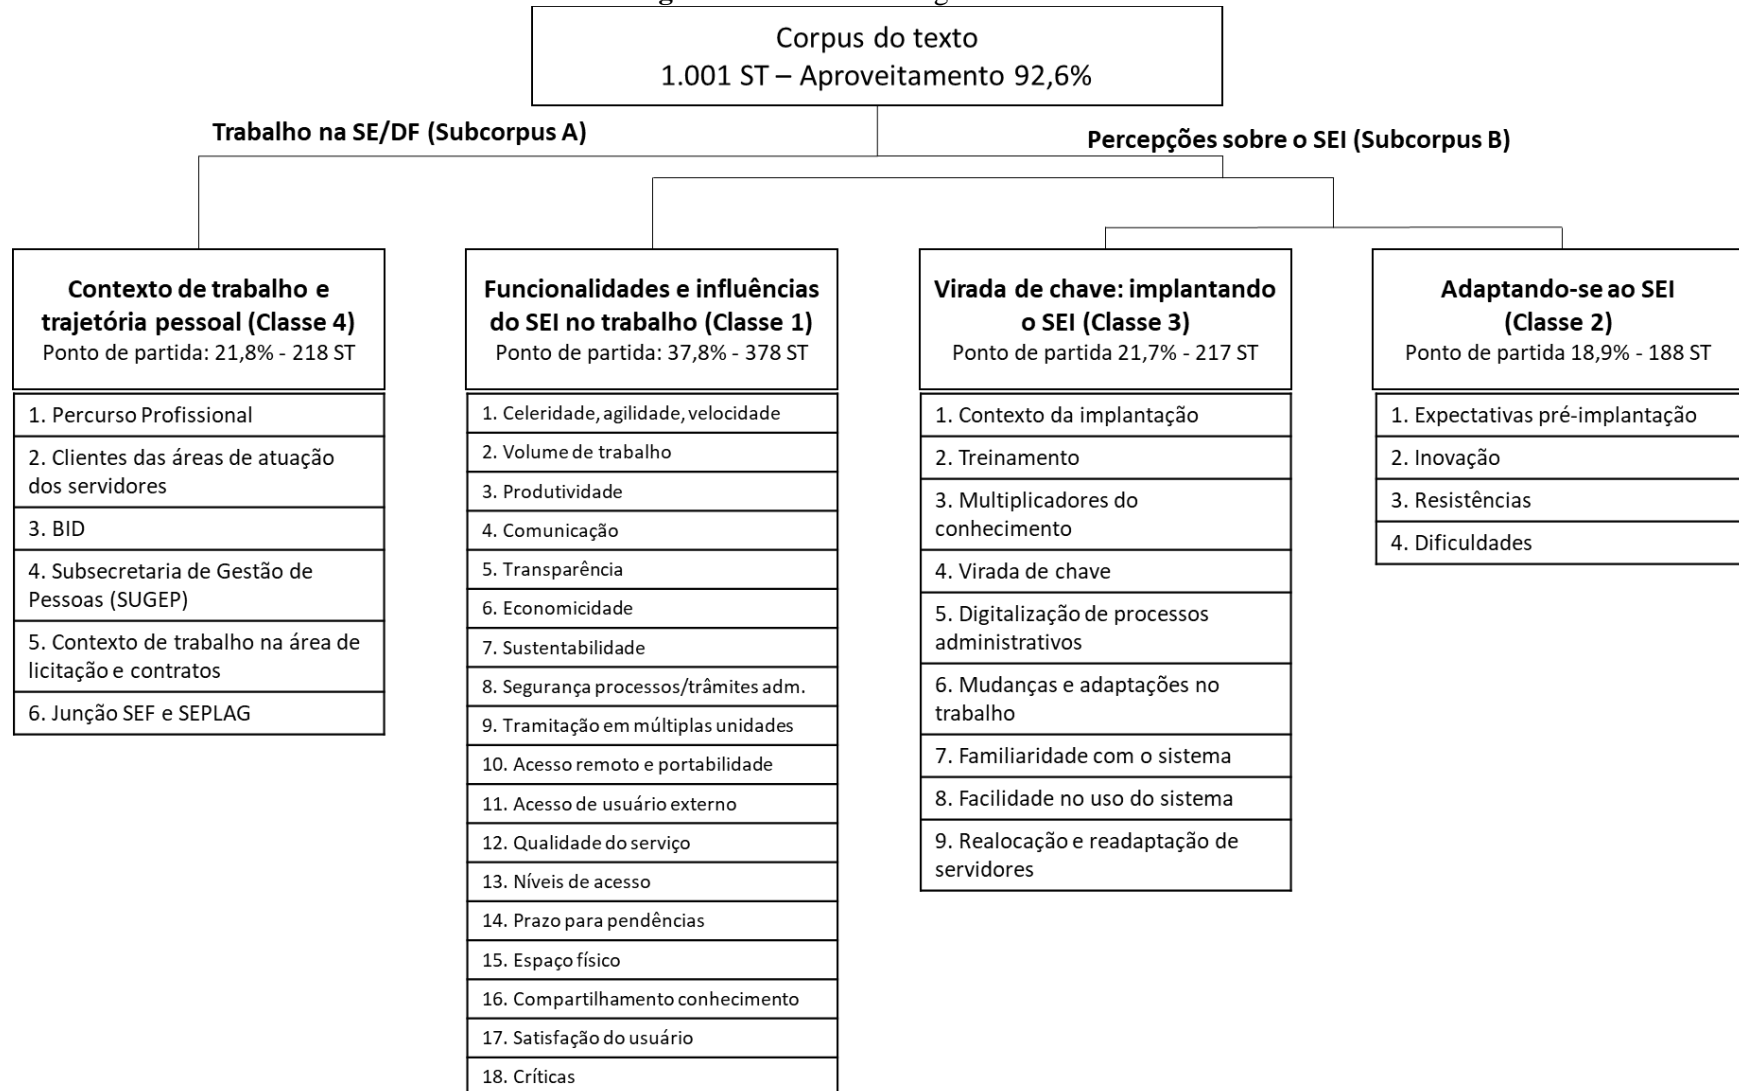 Corpus do texto
1.001 ST – Aproveitamento 92,6%
Trabalho na SE/DF (Subcorpus A)
Percepções sobre o SEI (Subcorpus B)
Contexto de trabalho e
trajetória pessoal (Classe 4)
Ponto de partida: 21,8% - 218 ST
1. Percurso Profissional
2. Clientes das áreas de atuação
dos servidores
3. BID
4. Subsecretaria de Gestão de
Pessoas (SUGEP)
5. Contexto de trabalho na área de
licitação e contratos
6. Junção SEF e SEPLAG
Funcionalidades e influências
do SEI no trabalho (Classe 1)
Ponto de partida: 37,8% - 378 ST
1. Celeridade, agilidade, velocidade
2. Volume de trabalho
3. Produtividade
4. Comunicação
5. Transparência
6. Economicidade
7. Sustentabilidade
8. Segurança processos/trâmites adm.
9. Tramitação em múltiplas unidades
10. Acesso remoto e portabilidade
11. Acesso de usuário externo
12. Qualidade do serviço
13. Níveis de acesso
14. Prazo para pendências
15. Espaço físico
16. Compartilhamento conhecimento
17. Satisfação do usuário
18. Críticas
Virada de chave: implantando
o SEI (Classe 3)
Ponto de partida 21,7% - 217 ST
1. Contexto da implantação
2. Treinamento
3. Multiplicadores do
conhecimento
4. Virada de chave
5. Digitalização de processos
administrativos
6. Mudanças e adaptações no
trabalho
7. Familiaridade com o sistema
8. Facilidade no uso do sistema
9. Realocação e readaptação de
servidores
Adaptando-se ao SEI
(Classe 2)
Ponto de partida 18,9% - 188 ST
1. Expectativas pré-implantação
2. Inovação
3. Resistências
4. Dificuldades